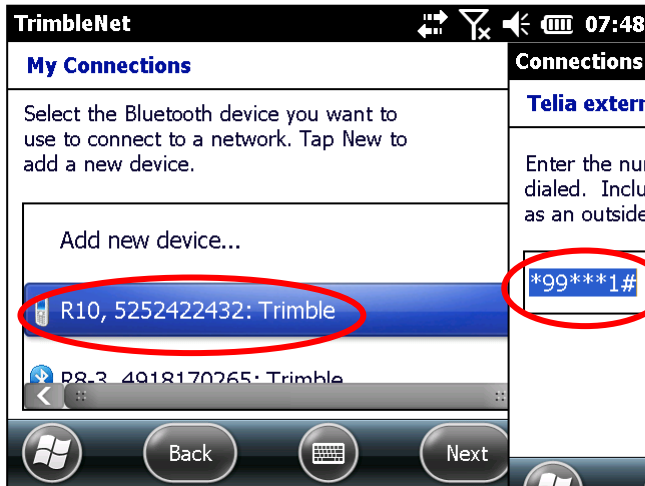 TrimbleNet
07:48
My Connections
Select the Bluetooth device you want to
use to connect to a network. Tap New to
add a new device.
Add new device...
R10, 5252422432: Trimble
R8-3, 4918170265: Trimble
Back
Next
Connections
Telia extern
Enter the nu
dialed. Inclu
as an outside
*99***1#